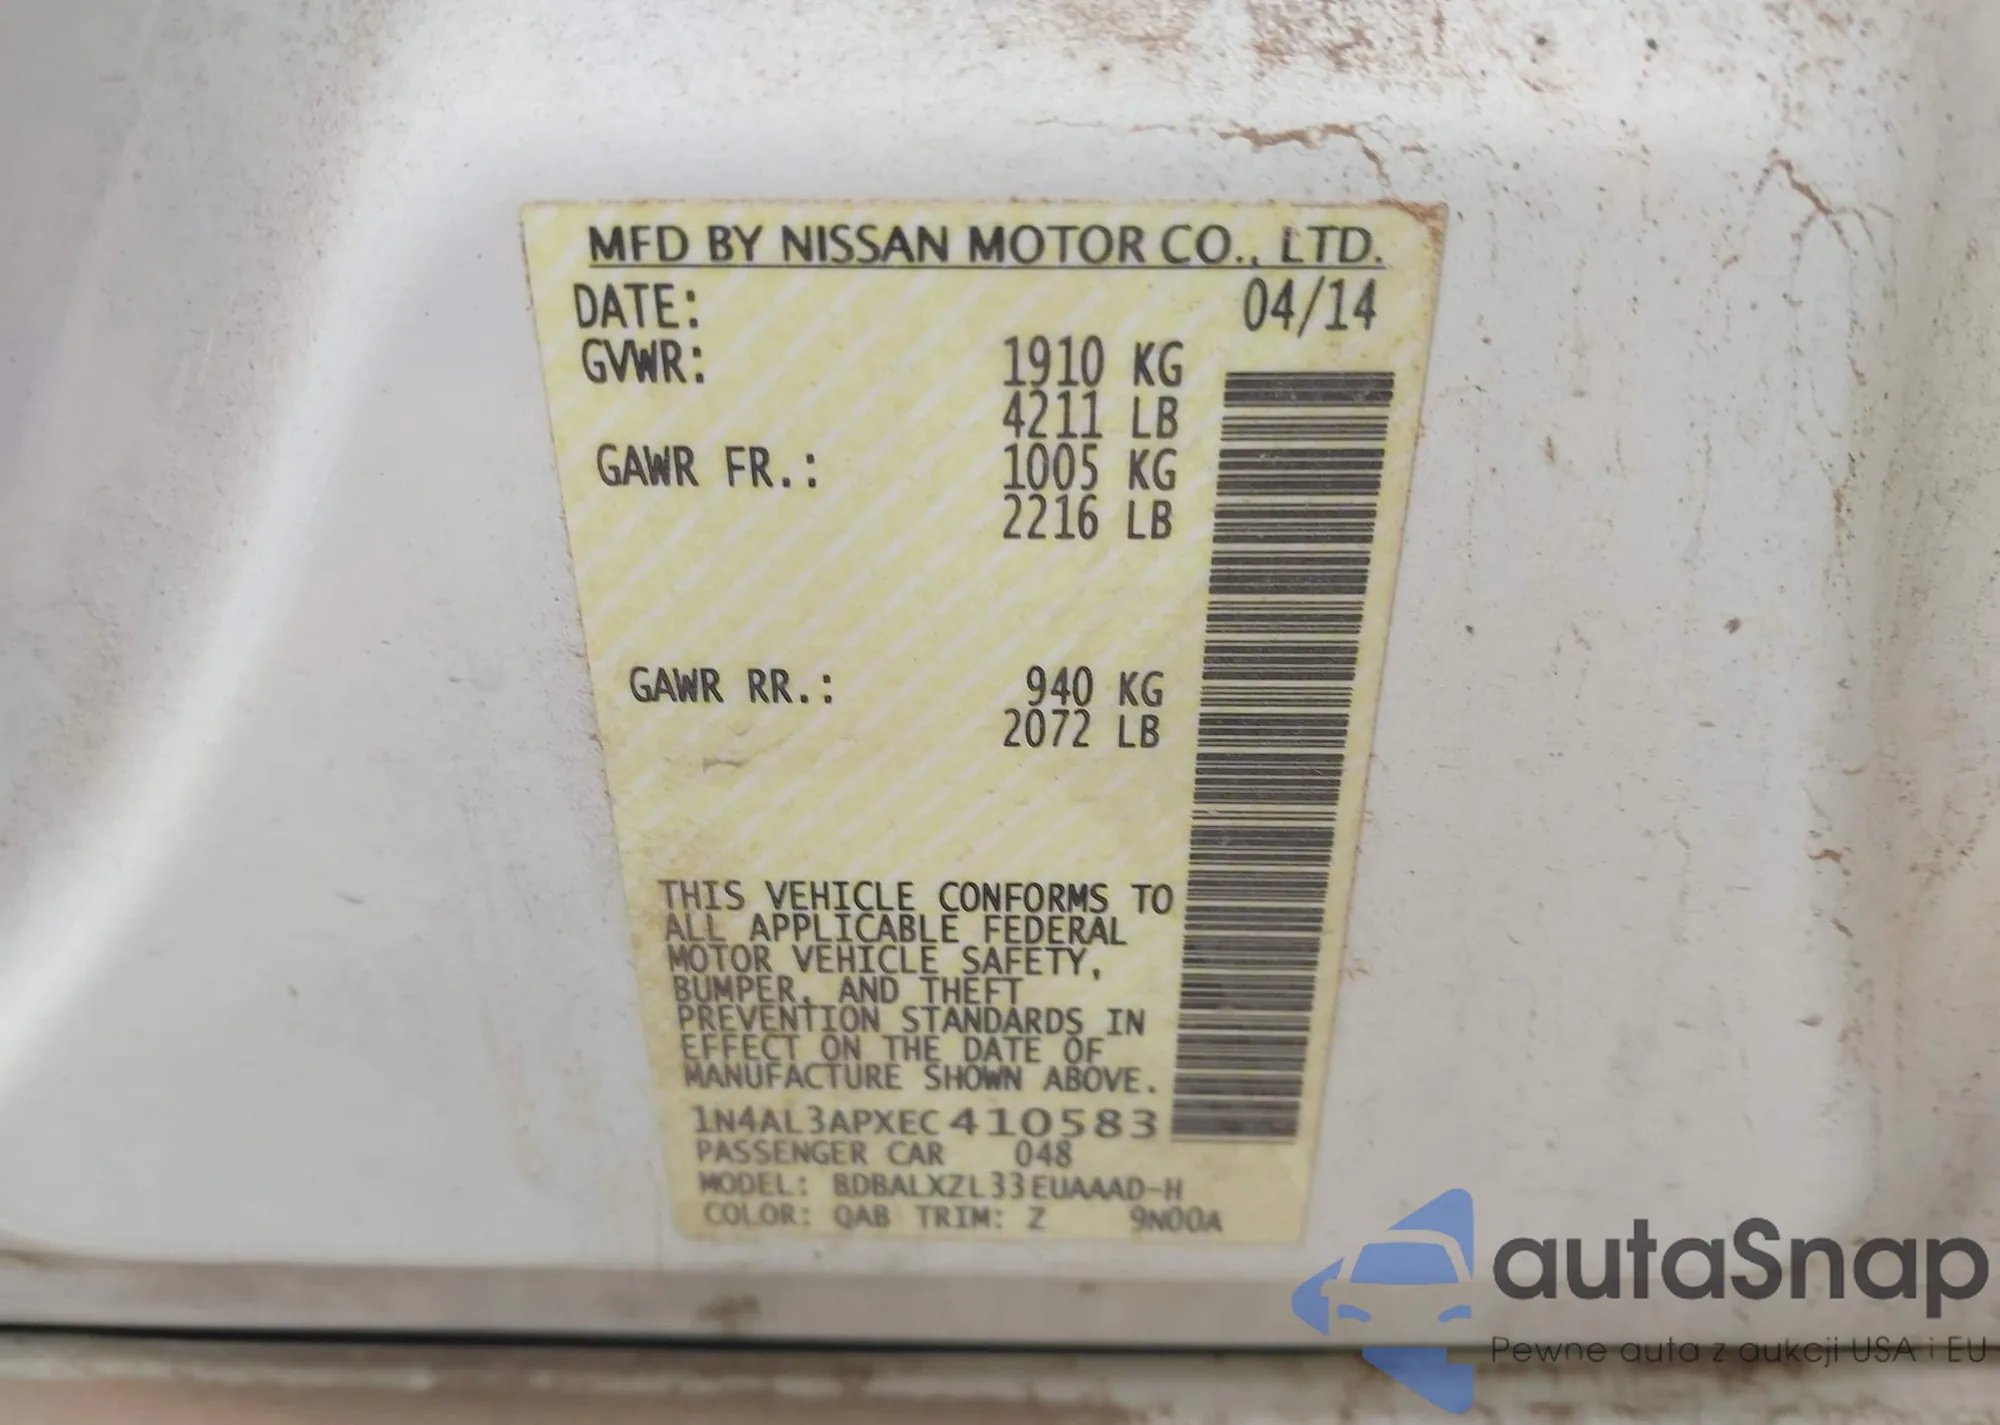 MFD BY NISSAN MOTOR CO., LTD.
DATE: 04/14
GVWR: 1910 KG
4211 LB
GAWR FR.: 1005 KG
2216 LB
GAWR RR.: 940 KG
2072 LB
THIS VEHICLE CONFORMS TO
ALL APPLICABLE FEDERAL
MOTOR VEHICLE SAFETY,
BUMPER, AND THEFT
PREVENTION STANDARDS IN
EFFECT ON THE DATE OF
MANUFACTURE SHOWN ABOVE.
1N4AL3APXEC410583
PASSENGER CAR 048
MODEL: BDBALXZL33EUAAAD-H
COLOR: QAB TRIM: Z 9N00A
autaSnap
Pewne auta z aukcji USA i EU